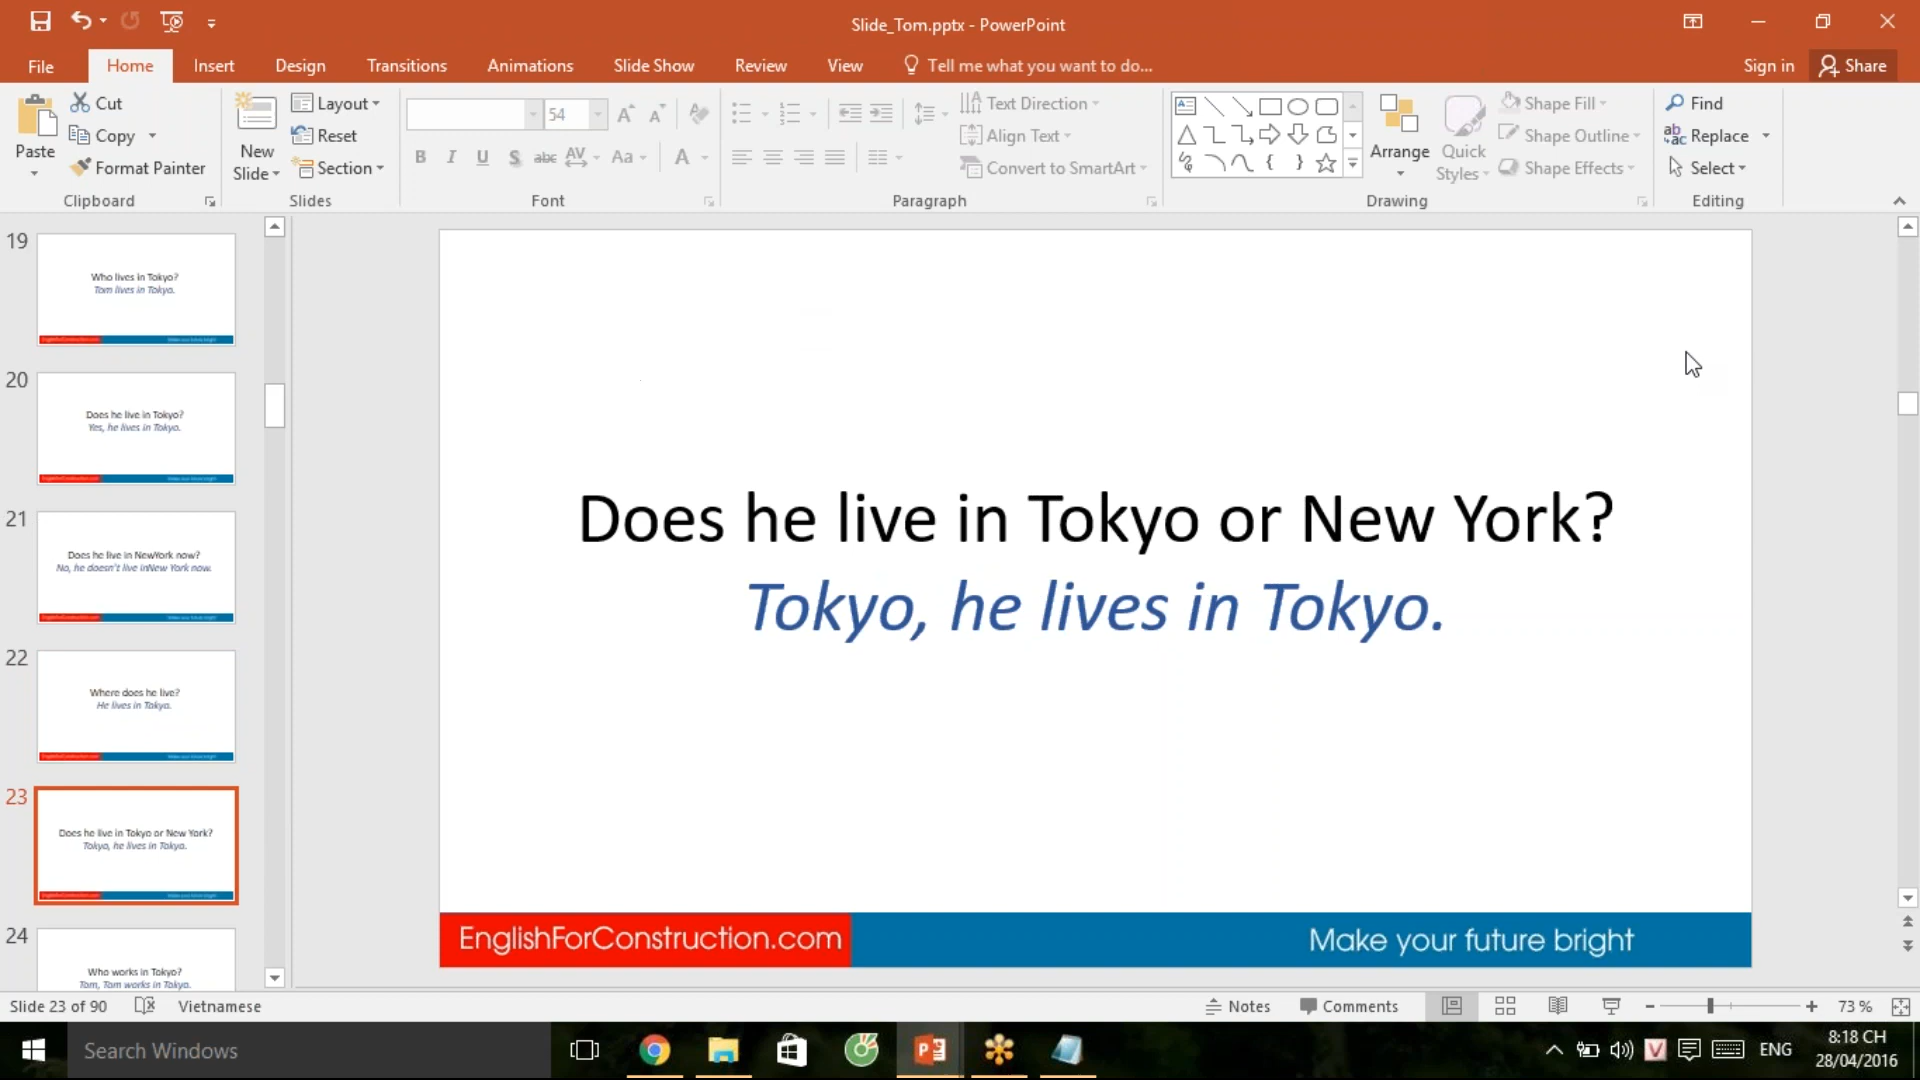 Slide_Tom.pptx - PowerPoint
File Home Insert Design Transitions Animations Slide Show Review View Tell me what you want to do... Sign in Share
Paste
Cut
Copy
Format Painter
Clipboard
New Slide
Layout
Reset
Section
Slides
54
B I U S abc AV Aa A
Font
Text Direction
Align Text
Convert to SmartArt
Paragraph
Arrange
Quick Styles
Shape Fill
Shape Outline
Shape Effects
Drawing
Find
Replace
Select
Editing
19
Who lives in Tokyo?
Tom lives in Tokyo.
20
Does he live in Tokyo?
Yes, he lives in Tokyo.
21
Does he live in NewYork now?
No, he doesn't live inNew York now.
22
Where does he live?
He lives in Tokyo.
23
Does he live in Tokyo or New York?
Tokyo, he lives in Tokyo.
24
Who works in Tokyo?
Tom, Tom works in Tokyo.
Does he live in Tokyo or New York?
Tokyo, he lives in Tokyo.
EnglishForConstruction.com
Make your future bright
Slide 23 of 90 Vietnamese Notes Comments 73 %
Search Windows
ENG
8:18 CH
28/04/2016